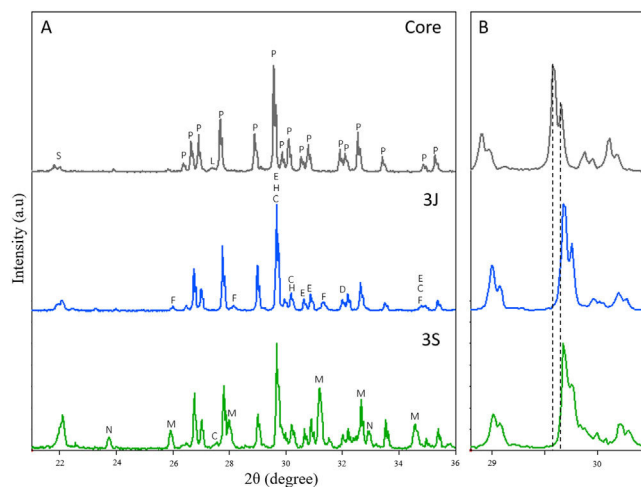 A
Core
B
P
P
S
P
P
P
L
P
P
P
P
P
P
P
P
P
P
P
E
H
C
3J
F
F
C
H
E
E
F
D
E
C
F
3S
N
M
M
C
M
M
N
M
Intensity (a.u)
22
24
26
28
30
32
34
36
29
30
2θ (degree)